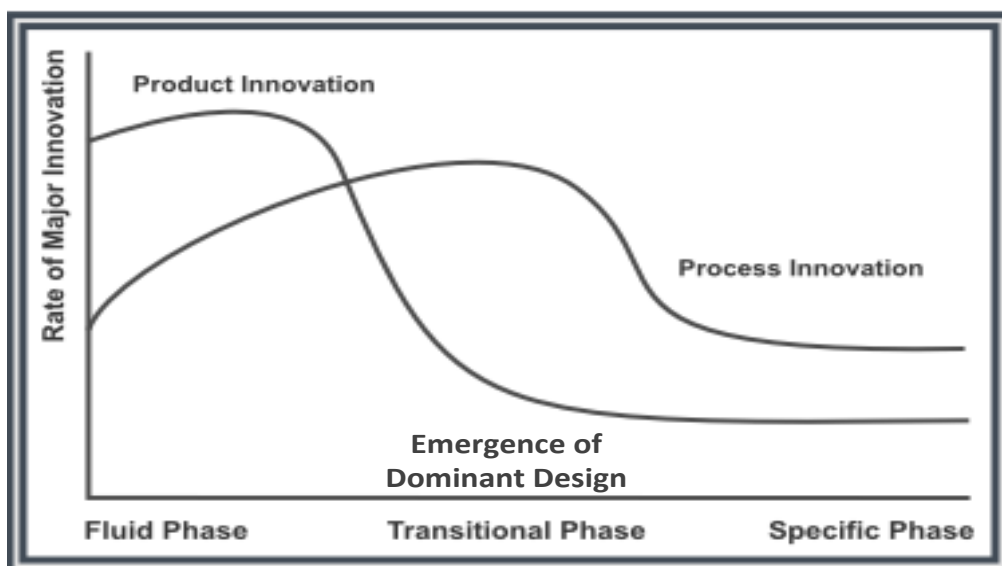 Product Innovation
Rate of Major Innovation
Process Innovation
Emergence of
Dominant Design
Fluid Phase
Transitional Phase
Specific Phase